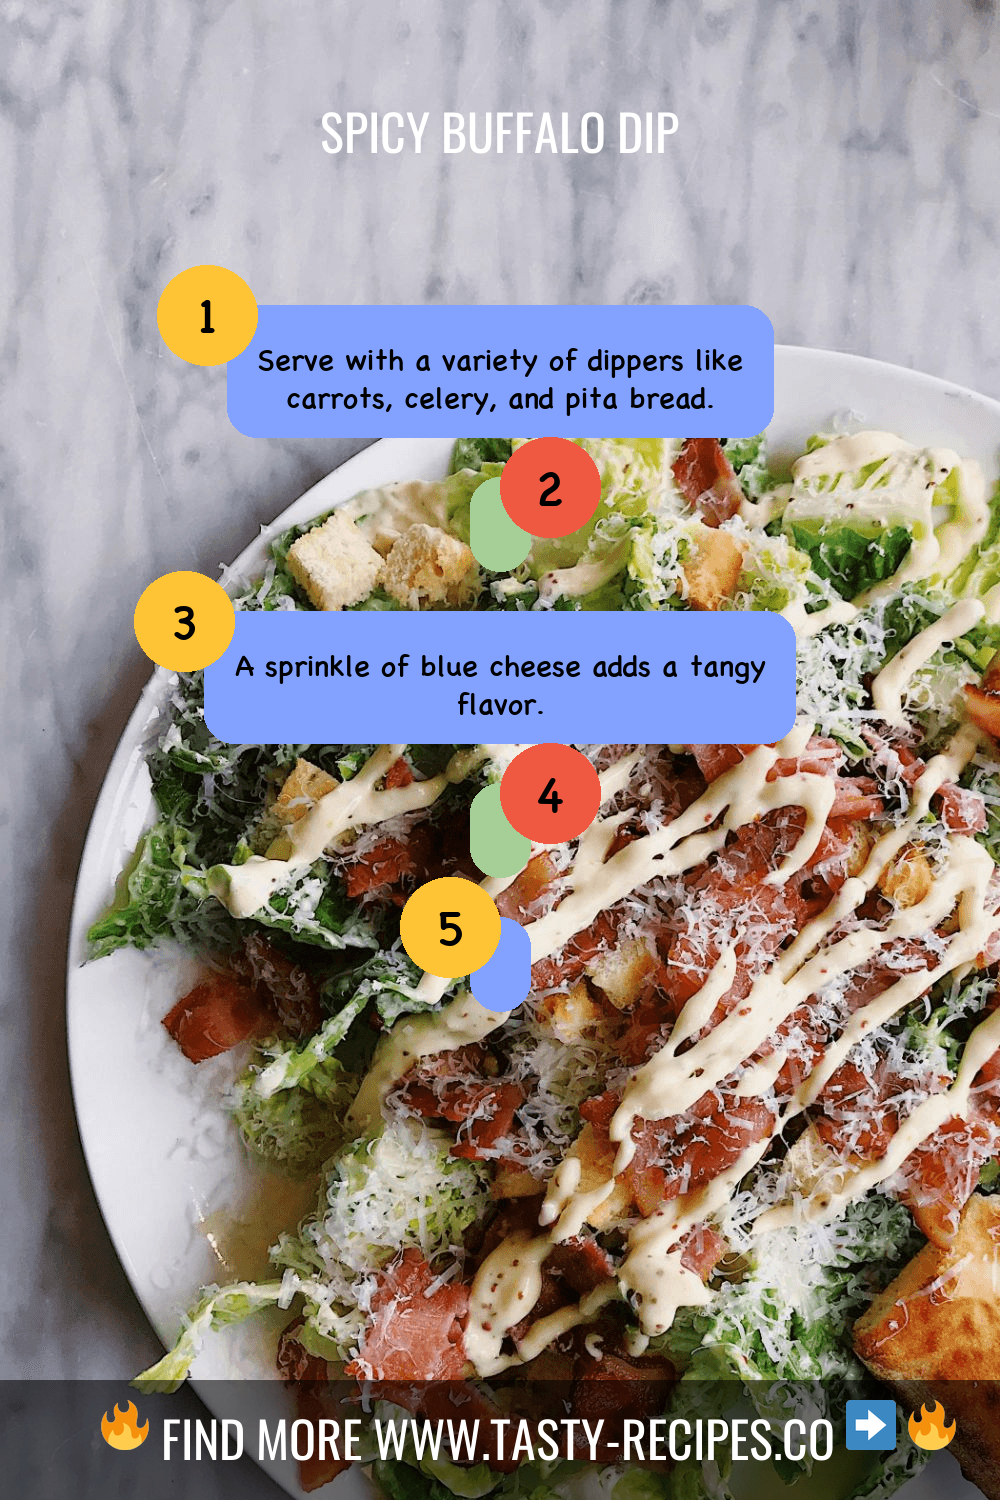 SPICY BUFFALO DIP
1
Serve with a variety of dippers like
carrots, celery, and pita bread.
2
3
A sprinkle of blue cheese adds a tangy
flavor.
4
5
FIND MORE WWW.TASTY-RECIPES.CO